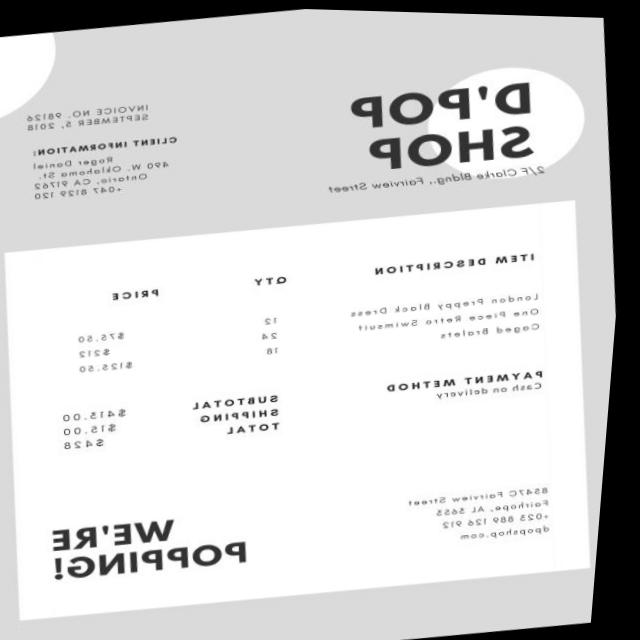 D'POP
SHOP
2/F Clarke Bldng., Fairview Street
INVOICE NO. 98126
SEPTEMBER, 5, 2018
CLIENT INFORMATION:
Roger Daniel
490 W. Oklahoma St.
Ontario, CA, 91762
+047 8129 120
ITEM DESCRIPTION QTY PRICE
London Preppy Black Dress 12 $75.50
One Piece Retro Swimsuit 24 $212
Caged Bralets 18 $125.50
PAYMENT METHOD
Cash on delivery
SUBTOTAL $413.00
SHIPPING $15.00
TOTAL $428
8547C Fairview Street
Fairhope, AL 3655
+023 889 126 912
dpopshop.com
WE'RE
POPPING!